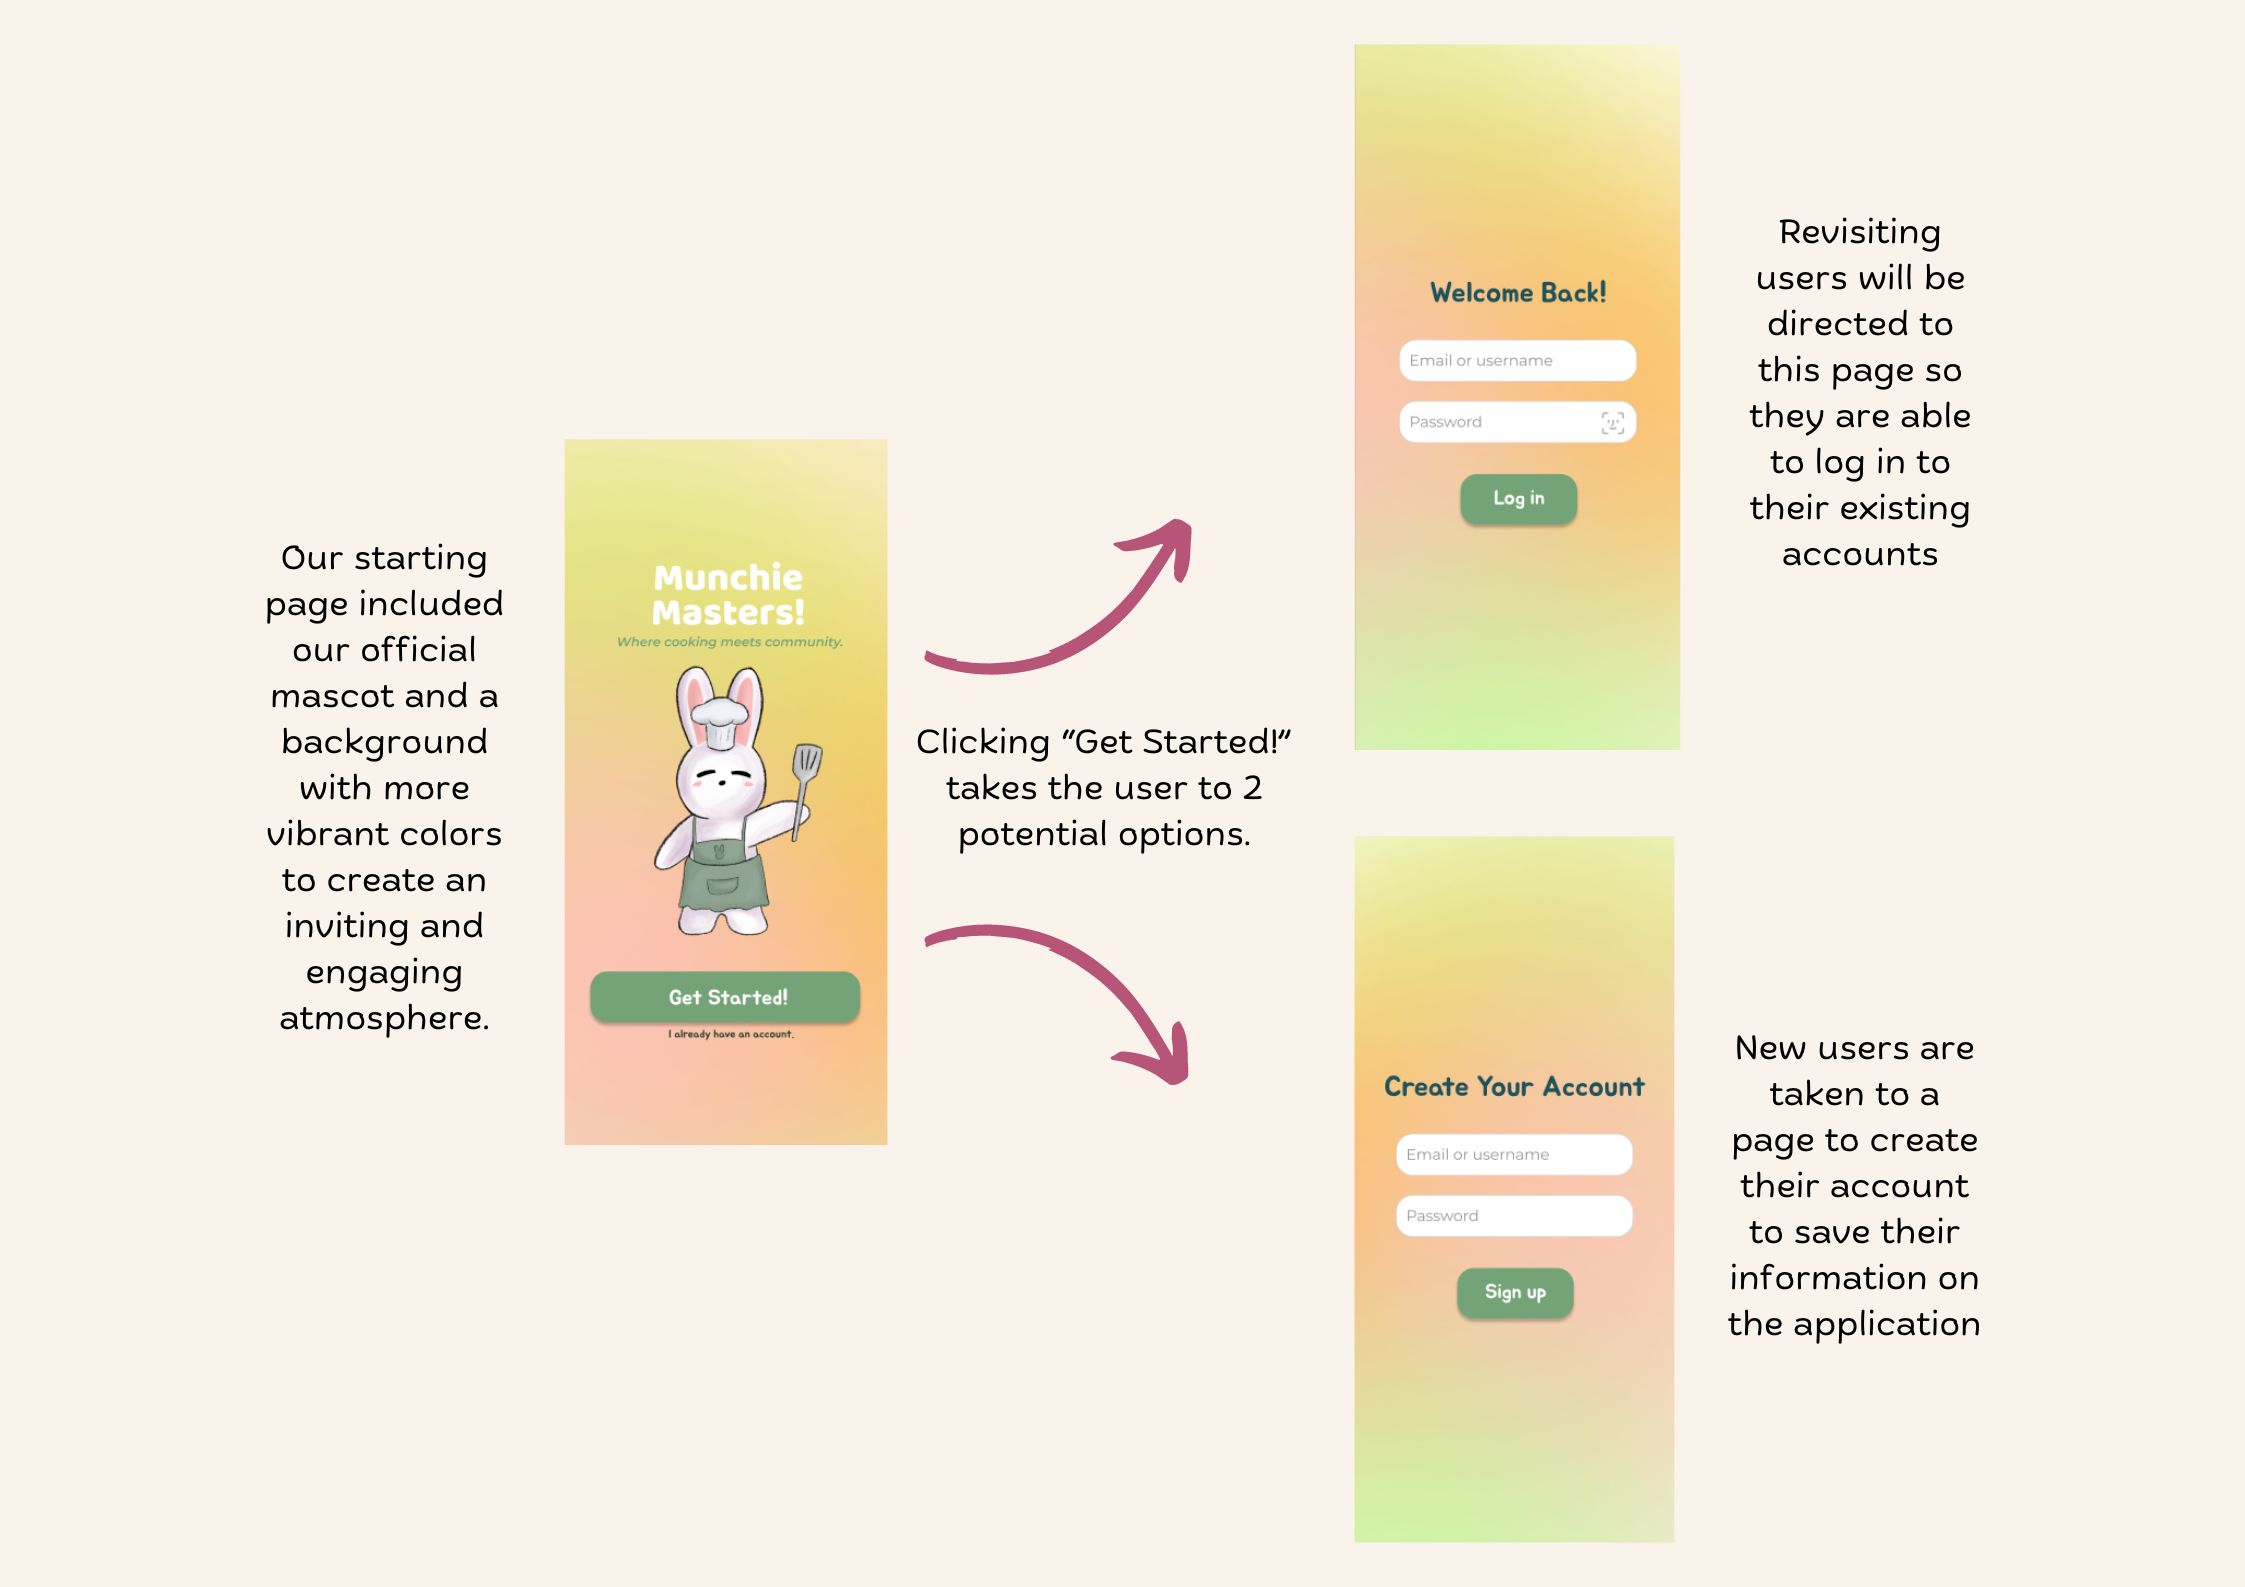 Our starting
page included
our official
mascot and a
background
with more
vibrant colors
to create an
inviting and
engaging
atmosphere.
Munchie
Masters!
Where cooking meets community.
Get Started!
I already have an account.
Clicking “Get Started!”
takes the user to 2
potential options.
Welcome Back!
Email or username
Password
Log in
Revisiting
users will be
directed to
this page so
they are able
to log in to
their existing
accounts
Create Your Account
Email or username
Password
Sign up
New users are
taken to a
page to create
their account
to save their
information on
the application